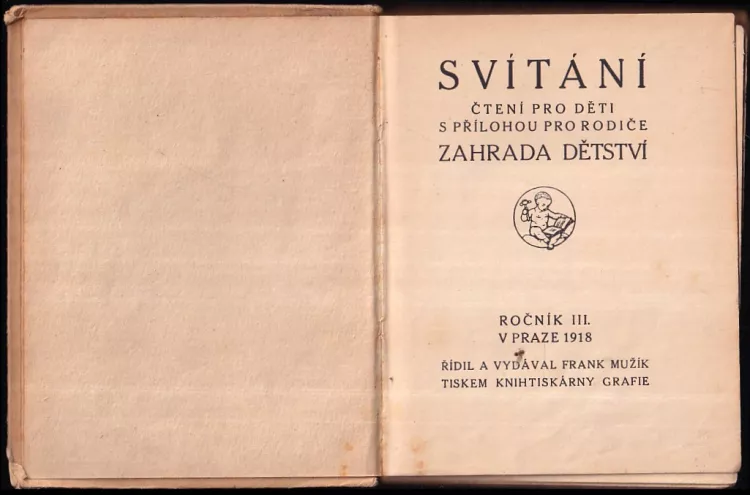 SVÍTÁNÍ
ČTENÍ PRO DĚTI
S PŘÍLOHOU PRO RODIČE
ZAHRADA DĚTSTVÍ
ROČNÍK III.
V PRAZE 1918
ŘÍDIL A VYDÁVAL FRANK MUŽÍK
TISKEM KNIHTISKÁRNY GRAFIE